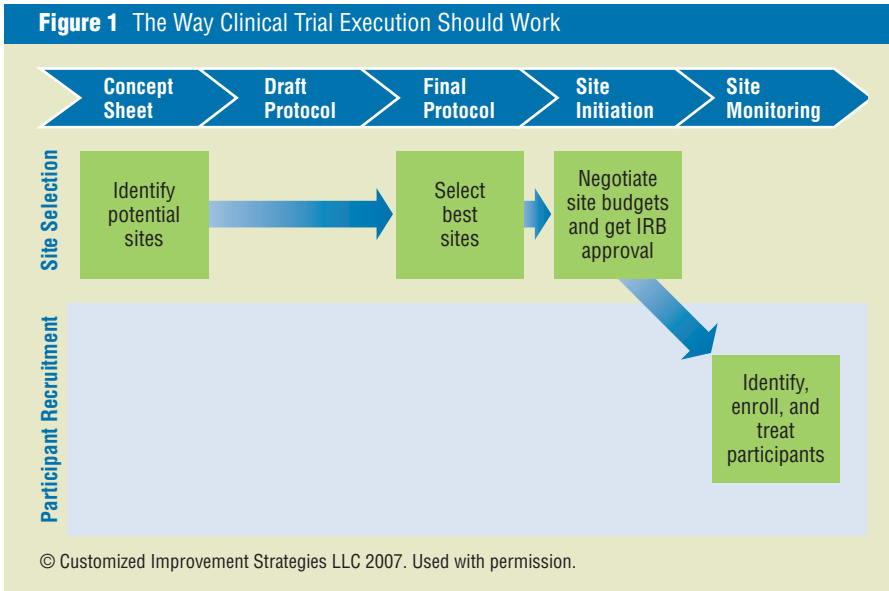 Figure 1 The Way Clinical Trial Execution Should Work
Concept
Sheet
Draft
Protocol
Final
Protocol
Site
Initiation
Site
Monitoring
Site Selection
Identify
potential
sites
Select
best
sites
Negotiate
site budgets
and get IRB
approval
Participant Recruitment
Identify,
enroll, and
treat
participants
© Customized Improvement Strategies LLC 2007. Used with permission.